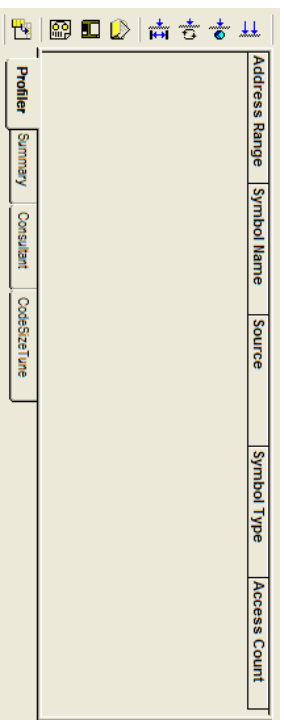 Address Range Symbol Name Source Symbol Type Access Count
Profiler Summary Consultant CodeSizeTune